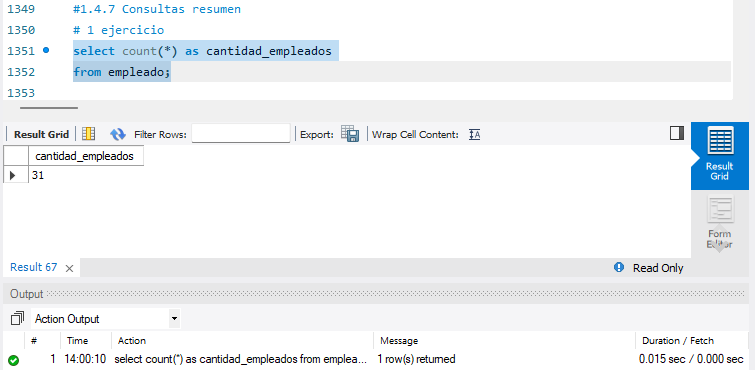 1349 #1.4.7 Consultas resumen
1350 # 1 ejercicio
1351 select count(*) as cantidad_empleados
1352 from empleado;
1353
Result Grid Filter Rows: Export: Wrap Cell Content:
cantidad_empleados
31
Result Grid
Form Editor
Result 67 Read Only
Output
Action Output
# Time Action Message Duration / Fetch
1 14:00:10 select count(*) as cantidad_empleados from emplea... 1 row(s) returned 0.015 sec / 0.000 sec